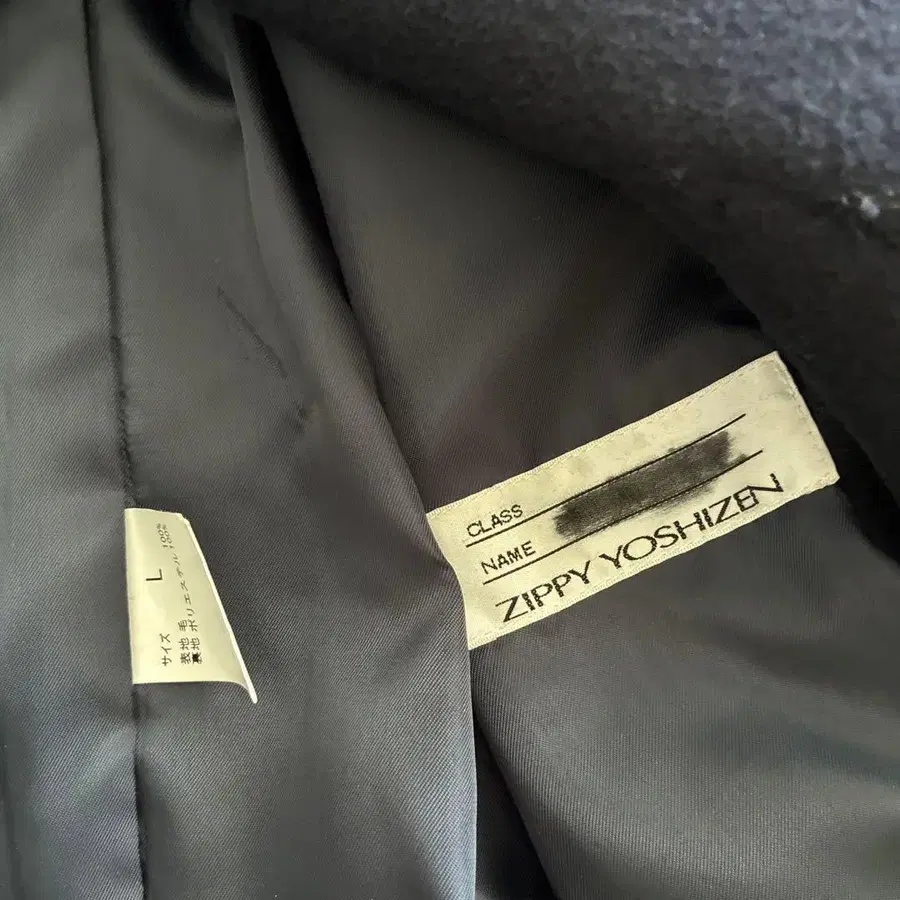 サイズ L
表地 毛 100%
裏地 ポリエステル 100%
CLASS
NAME
ZIPPY YOSHIZEN